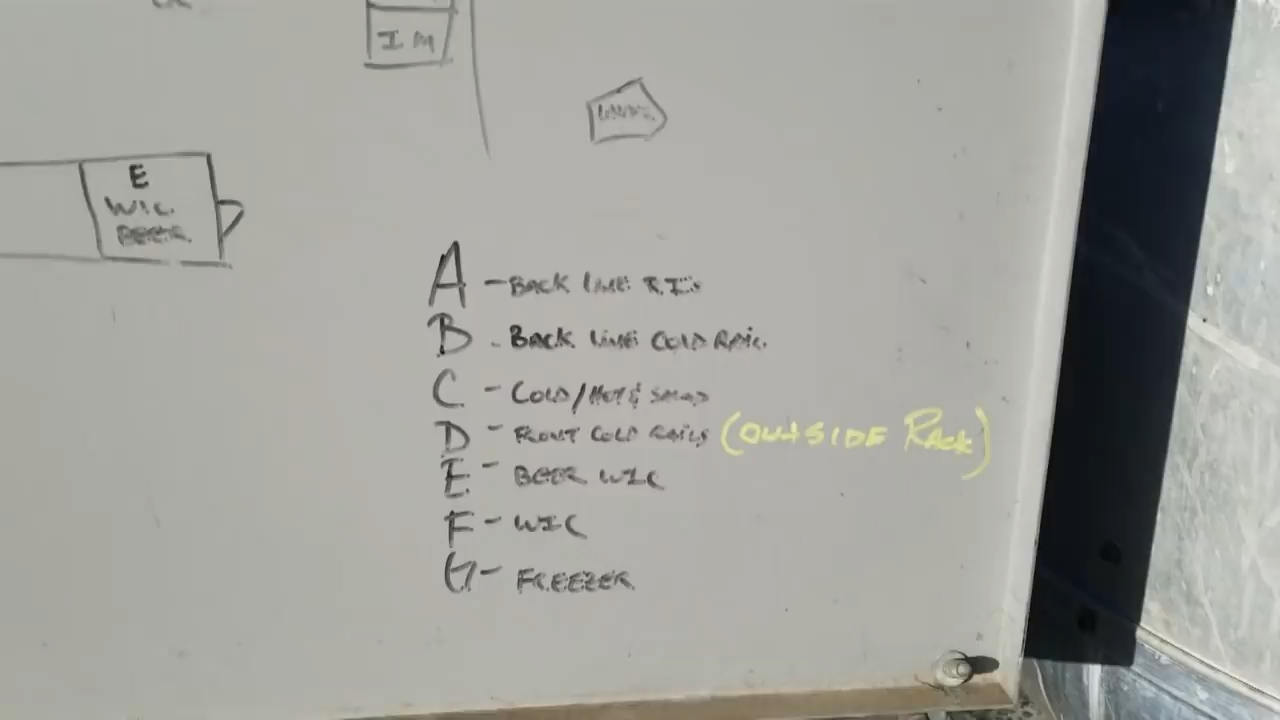 IM
E
WIC
BEER
A - BACK LINE R.I.
B - BACK LINE COLD RAIL
C - COLD/HOT & SALAD
D - FRONT COLD RAILS (OUTSIDE RACK)
E - BEER WIC
F - WIC
G - FREEZER